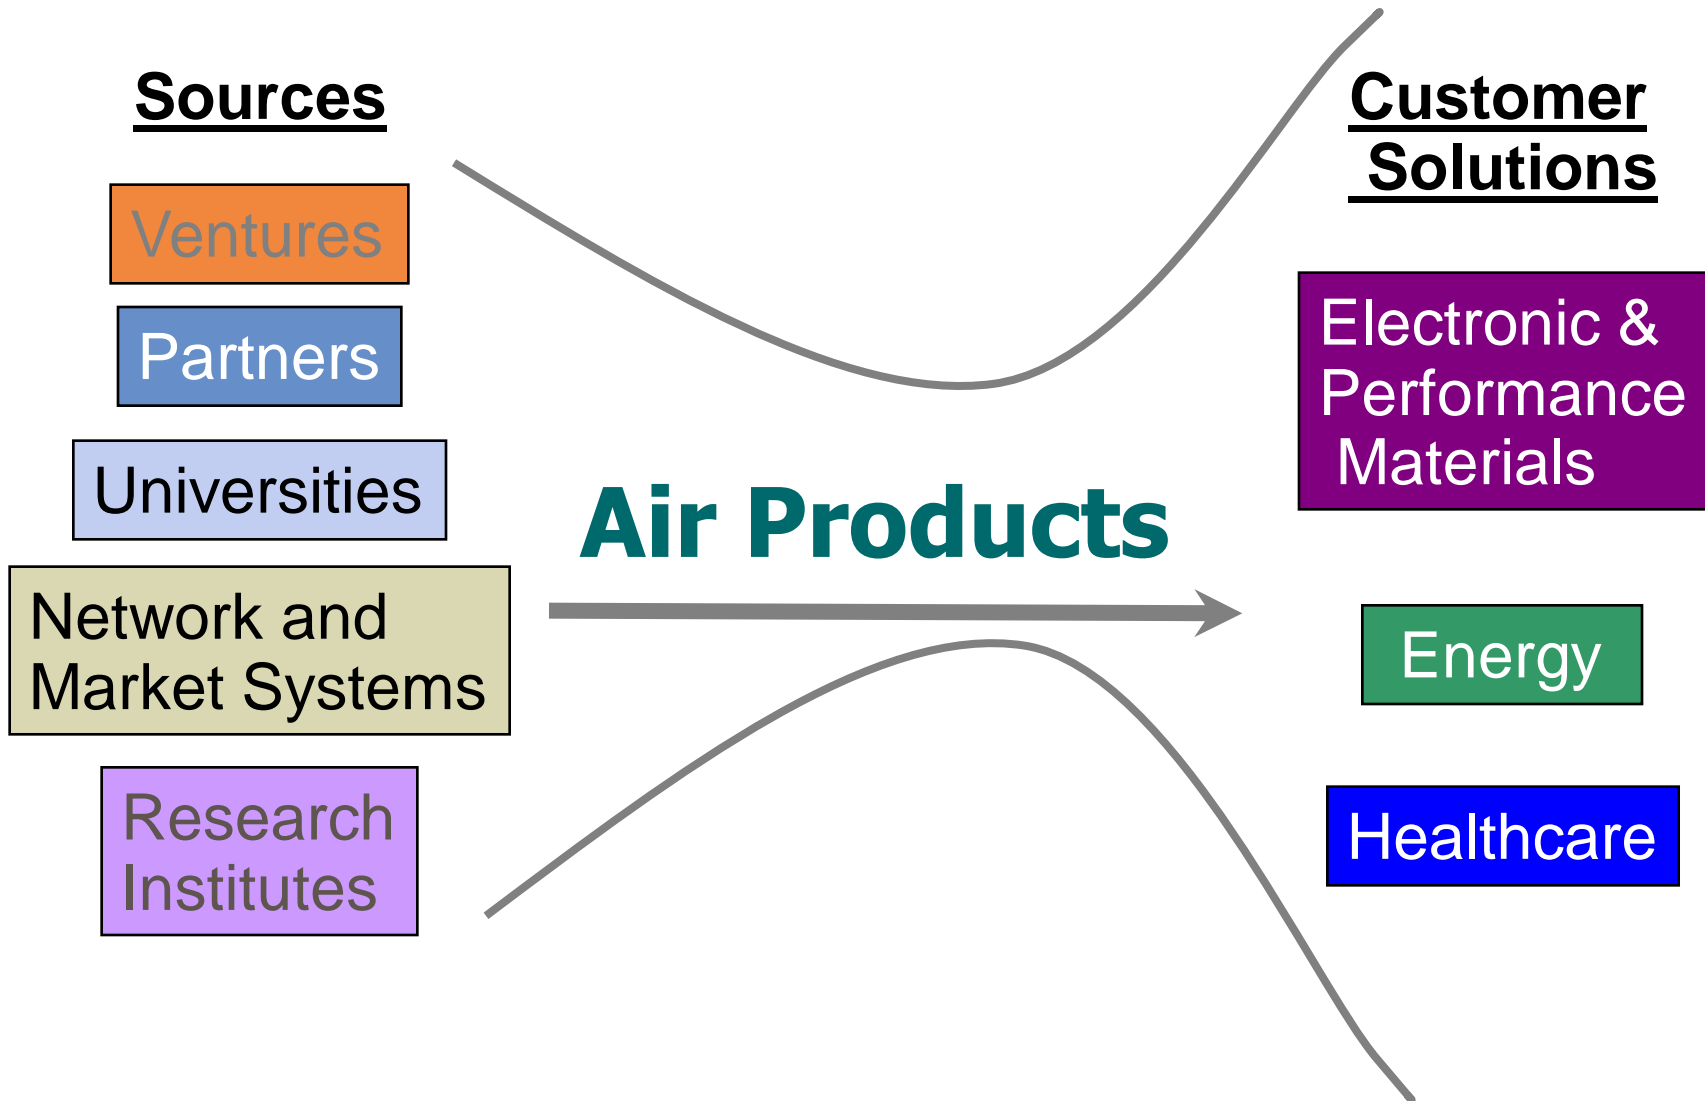 Sources
Ventures
Partners
Universities
Network and
Market Systems
Research
Institutes
Air Products
Customer
Solutions
Electronic &
Performance
Materials
Energy
Healthcare